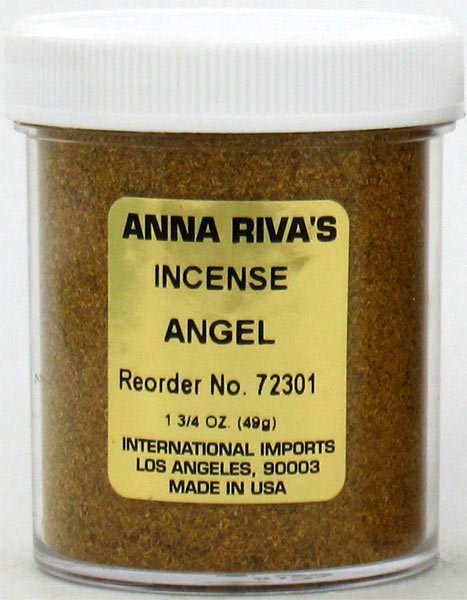 ANNA RIVA'S
INCENSE
ANGEL
Reorder No. 72301
1 3/4 OZ. (49g)
INTERNATIONAL IMPORTS
LOS ANGELES, 90003
MADE IN USA